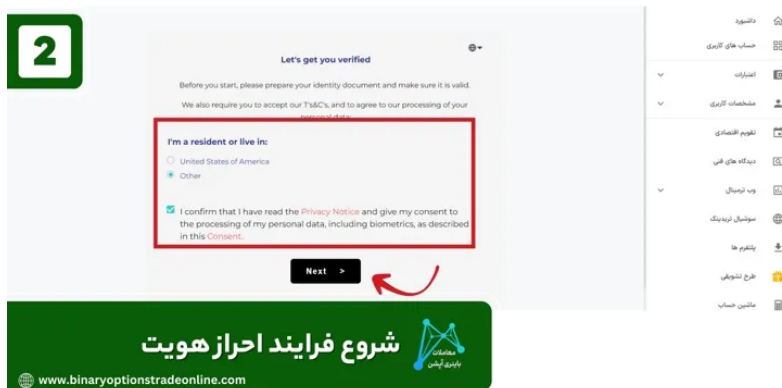 2
Let's get you verified
Before you start, please prepare your identity document and make sure it is valid.
We also require you to accept our T's&C's, and to agree to our processing of your
personal data:
I'm a resident or live in:
United States of America
Other
I confirm that I have read the Privacy Notice and give my consent to
the processing of my personal data, including biometrics, as described
in this Consent.
Next >
داشبورد
حساب های کاربری
اعتبارات
مشخصات کاربری
تقویم اقتصادی
دیدگاه های فنی
وب ترمینال
سوشیال تریدینگ
پلتفرم ها
طرح تشویقی
ماشین حساب
شروع فرایند احراز هویت
معاملات
باینری آپشن
www.binaryoptionstradeonline.com